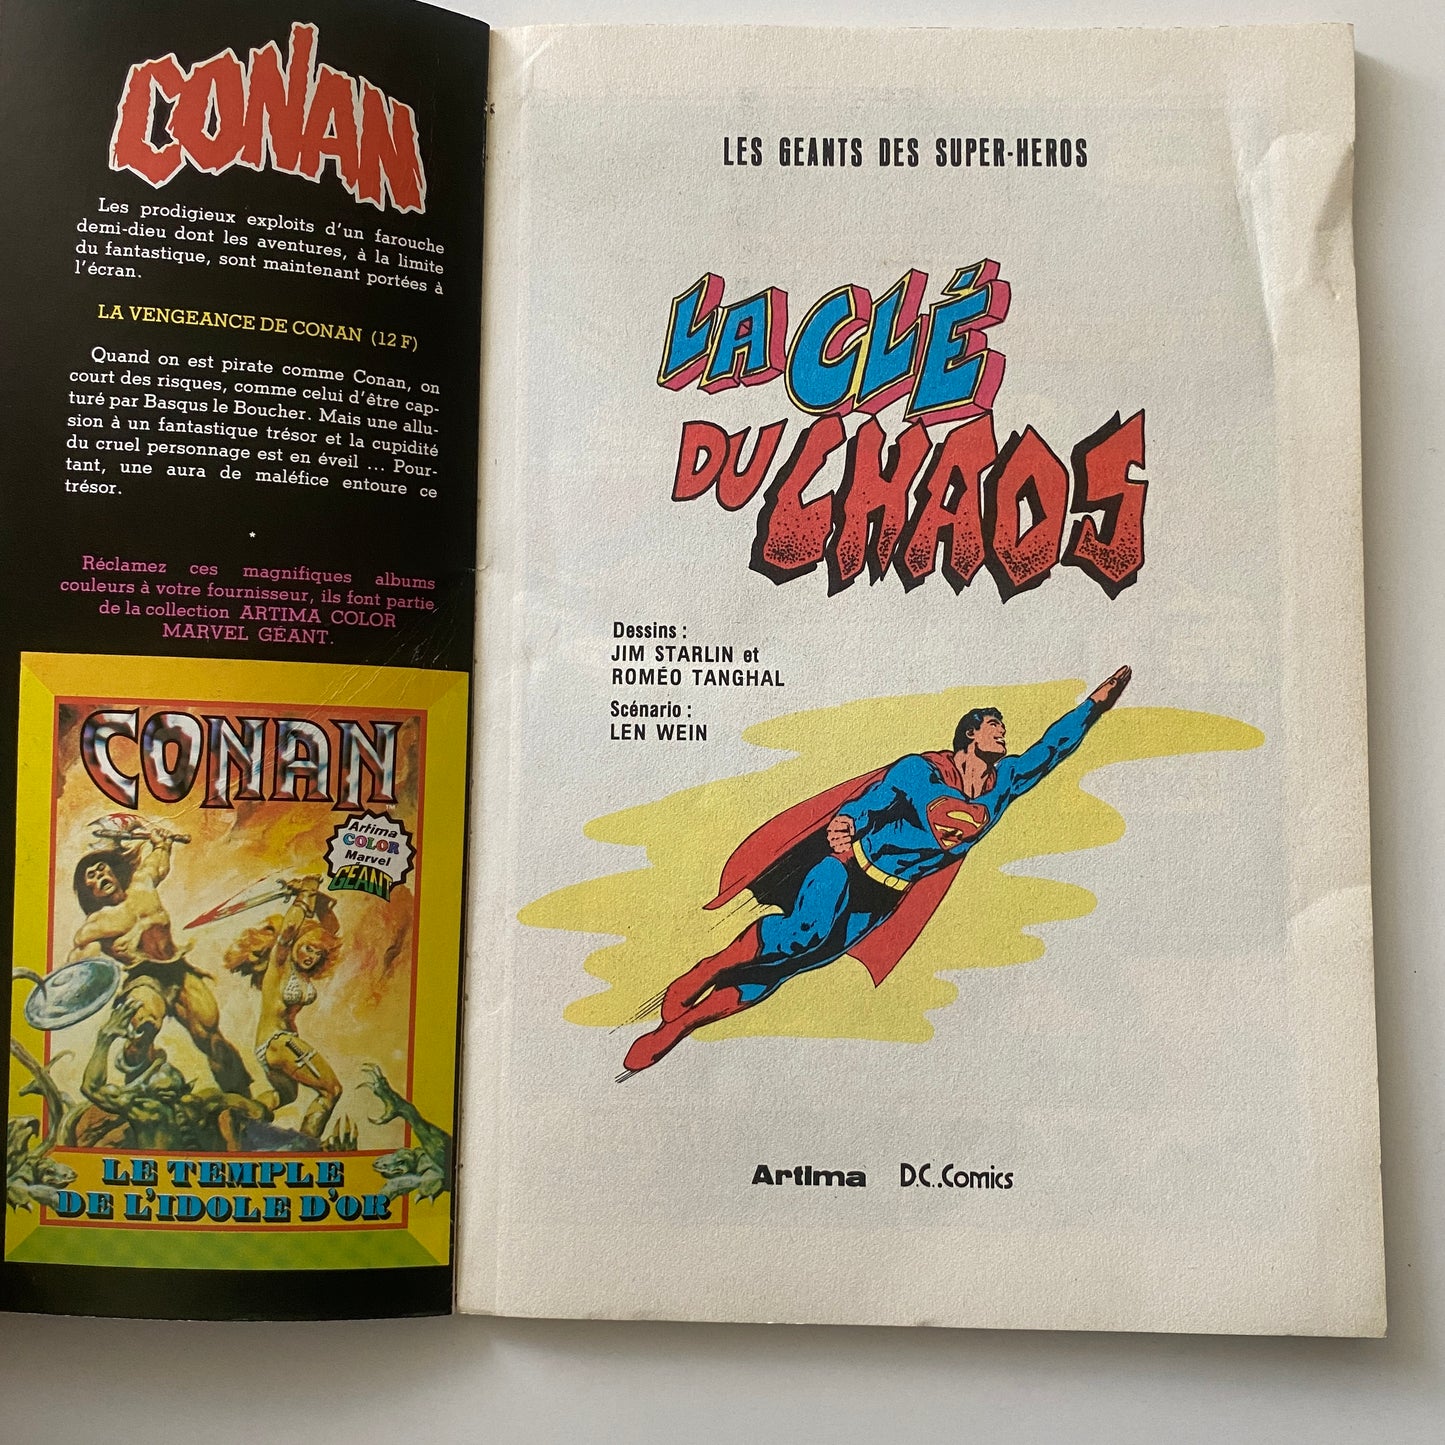 CONAN
Les prodigieux exploits d'un farouche
demi-dieu dont les aventures, à la limite
du fantastique, sont maintenant portées à
l'écran.
LA VENGEANCE DE CONAN (12 F)
Quand on est pirate comme Conan, on
court des risques, comme celui d'être cap-
turé par Basqus le Boucher. Mais une allu-
sion à un fantastique trésor et la cupidité
du cruel personnage est en éveil ... Pour-
tant, une aura de maléfice entoure ce
trésor.
*
Réclamez ces magnifiques albums
couleurs à votre fournisseur, ils font partie
de la collection ARTIMA COLOR
MARVEL GÉANT.
CONAN
Artima
COLOR
Marvel
GÉANT
LE TEMPLE
DE L'IDOLE D'OR
LES GEANTS DES SUPER-HEROS
LA CLÉ
DU CHAOS
Dessins :
JIM STARLIN et
ROMÉO TANGHAL
Scénario :
LEN WEIN
S
Artima D.C..Comics